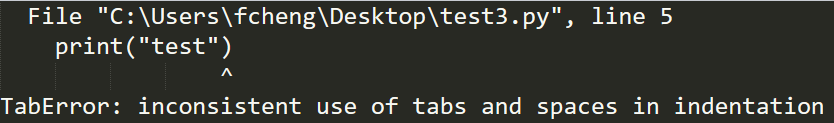 File "C:\Users\fcheng\Desktop\test3.py", line 5
print("test")
^
TabError: inconsistent use of tabs and spaces in indentation